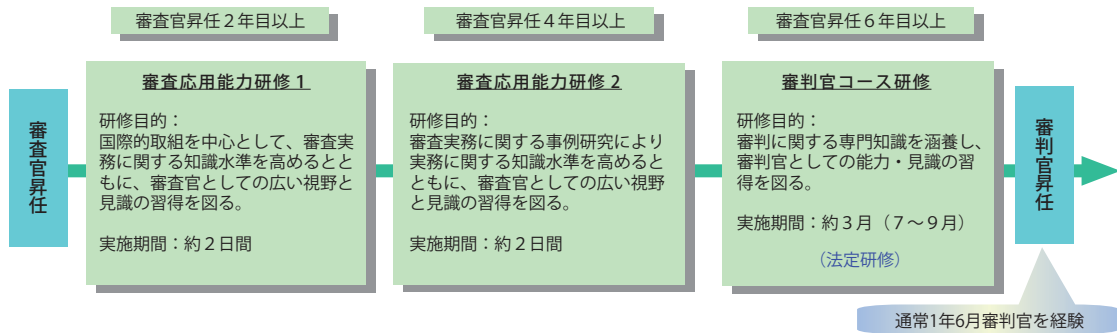 審査官昇任２年目以上
審査官昇任４年目以上
審査官昇任６年目以上
審査官昇任
審査応用能力研修１
研修目的：
国際的取組を中心として、審査実
務に関する知識水準を高めるとと
もに、審査官としての広い視野と
見識の習得を図る。
実施期間：約２日間
審査応用能力研修２
研修目的：
審査実務に関する事例研究により
実務に関する知識水準を高めると
ともに、審査官としての広い視野
と見識の習得を図る。
実施期間：約２日間
審判官コース研修
研修目的：
審判に関する専門知識を涵養し、
審判官としての能力・見識の習
得を図る。
実施期間：約３月（７～９月）
（法定研修）
審判官昇任
通常1年6月審判官を経験